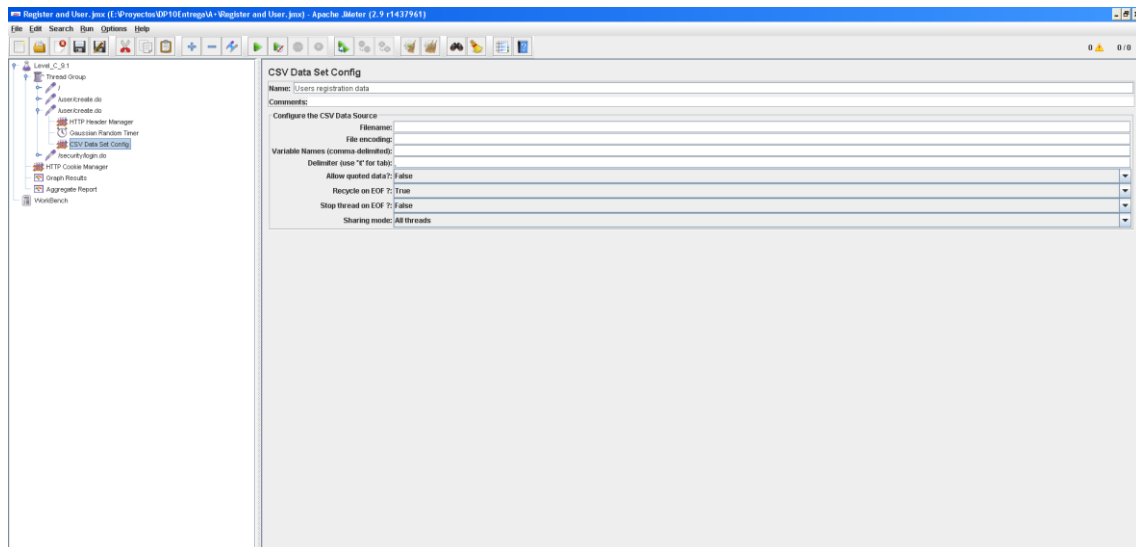 Register and User.jmx (E:\Proyectos\DP10Entrega\A+\Register and User.jmx) - Apache JMeter (2.9 r1437961)
File Edit Search Run Options Help
0 0/0
Level_C_9.1
Thread Group
/
/user/create.do
/user/create.do
HTTP Header Manager
Gaussian Random Timer
CSV Data Set Config
/security/login.do
HTTP Cookie Manager
Graph Results
Aggregate Report
WorkBench
CSV Data Set Config
Name: Users registration data
Comments:
Configure the CSV Data Source
Filename:
File encoding:
Variable Names (comma-delimited):
Delimiter (use '\t' for tab): ,
Allow quoted data?: False
Recycle on EOF ?: True
Stop thread on EOF ?: False
Sharing mode: All threads